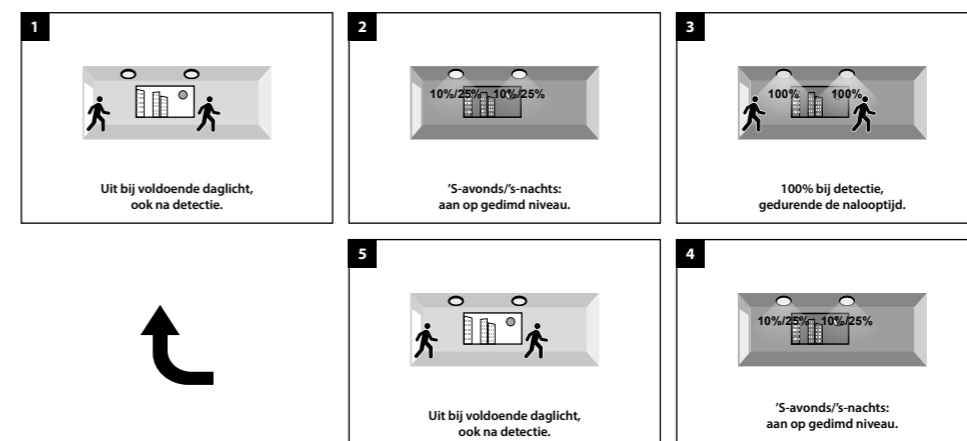 1
Uit bij voldoende daglicht,
ook na detectie.
2
10%/25% 10%/25%
'S-avonds/'s-nachts:
aan op gedimd niveau.
3
100% 100%
100% bij detectie,
gedurende de nalooptijd.
4
10%/25% 10%/25%
'S-avonds/'s-nachts:
aan op gedimd niveau.
5
Uit bij voldoende daglicht,
ook na detectie.